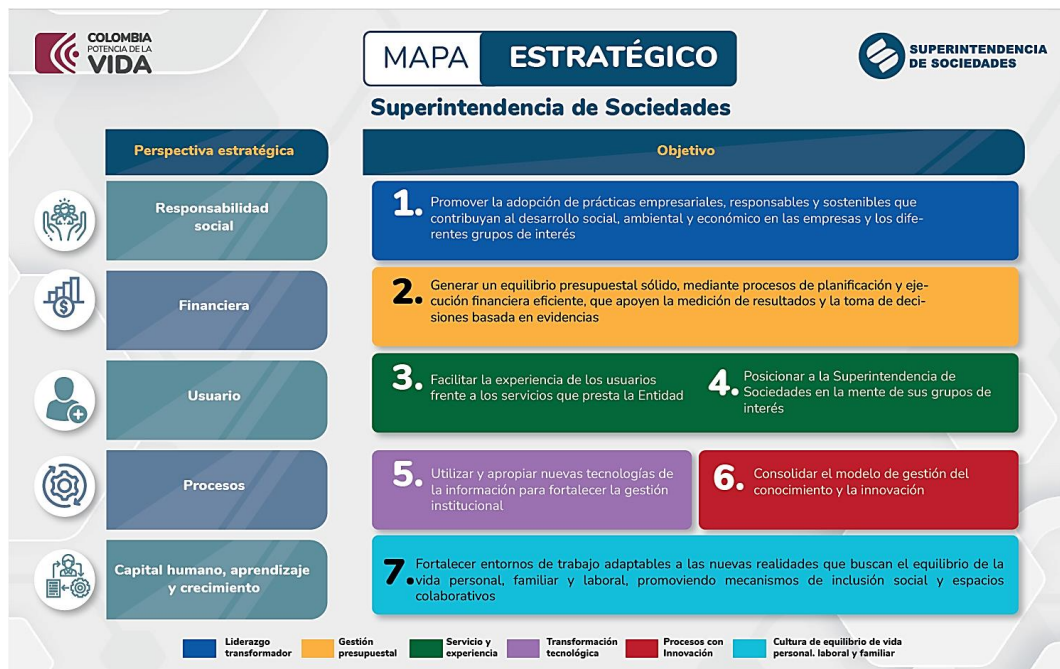 COLOMBIA
POTENCIA DE LA
VIDA
MAPA ESTRATÉGICO
SUPERINTENDENCIA
DE SOCIEDADES
Superintendencia de Sociedades
Perspectiva estratégica
Objetivo
Responsabilidad
social
1. Promover la adopción de prácticas empresariales, responsables y sostenibles que
contribuyan al desarrollo social, ambiental y económico en las empresas y los dife-
rentes grupos de interés
Financiera
2. Generar un equilibrio presupuestal sólido, mediante procesos de planificación y eje-
cución financiera eficiente, que apoyen la medición de resultados y la toma de deci-
siones basada en evidencias
Usuario
3. Facilitar la experiencia de los usuarios
frente a los servicios que presta la Entidad
4. Posicionar a la Superintendencia de
Sociedades en la mente de sus grupos de
interés
Procesos
5. Utilizar y apropiar nuevas tecnologías de
la información para fortalecer la gestión
institucional
6. Consolidar el modelo de gestión del
conocimiento y la innovación
Capital humano, aprendizaje
y crecimiento
7. Fortalecer entornos de trabajo adaptables a las nuevas realidades que buscan el equilibrio de la
vida personal, familiar y laboral, promoviendo mecanismos de inclusión social y espacios
colaborativos
Liderazgo
transformador
Gestión
presupuestal
Servicio y
experiencia
Transformación
tecnológica
Procesos con
Innovación
Cultura de equilibrio de vida
personal. laboral y familiar